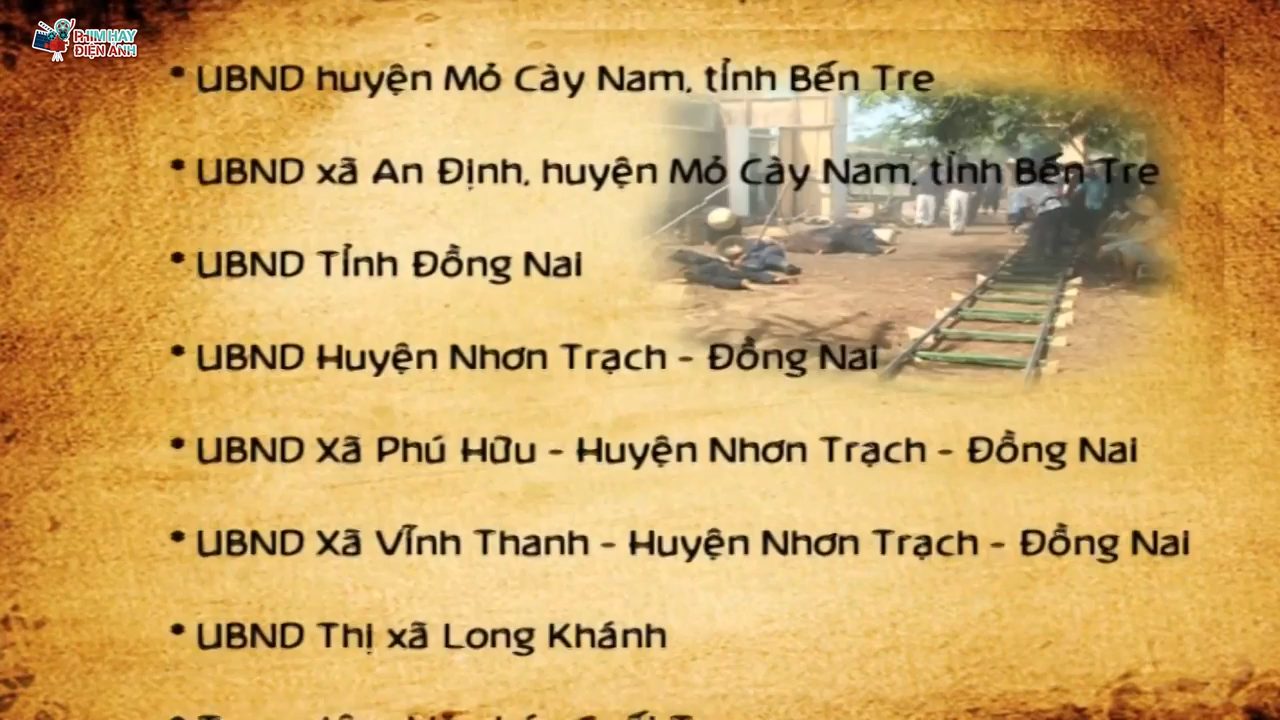 PHIM HAY
ĐIỆN ẢNH
* UBND huyện Mỏ Cày Nam, tỉnh Bến Tre
* UBND xã An Định, huyện Mỏ Cày Nam, tỉnh Bến Tre
* UBND Tỉnh Đồng Nai
* UBND Huyện Nhơn Trạch - Đồng Nai
* UBND Xã Phú Hữu - Huyện Nhơn Trạch - Đồng Nai
* UBND Xã Vĩnh Thanh - Huyện Nhơn Trạch - Đồng Nai
* UBND Thị xã Long Khánh